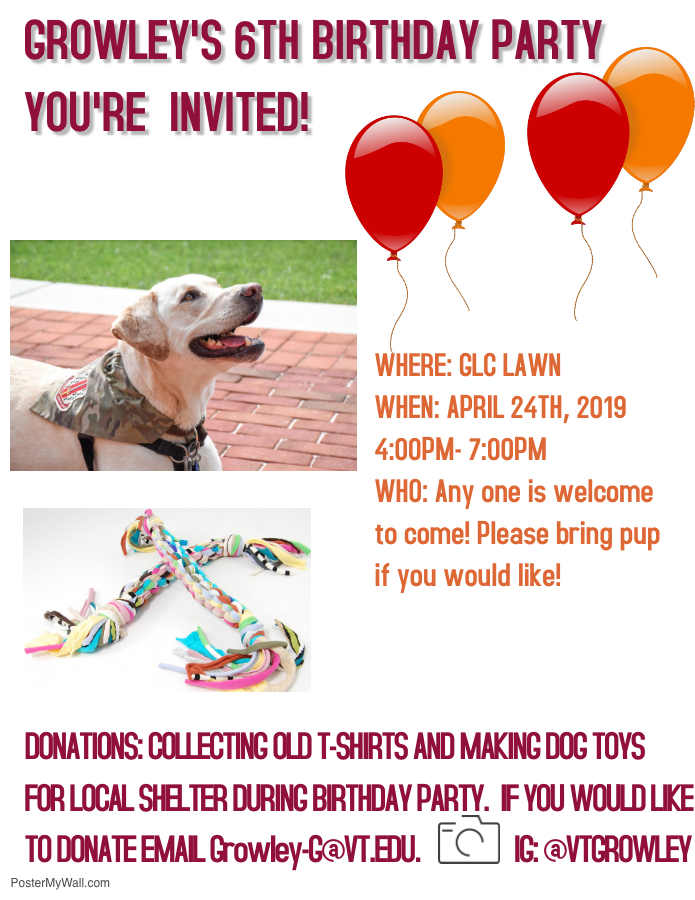 GROWLEY'S 6TH BIRTHDAY PARTY
YOU'RE INVITED!
WHERE: GLC LAWN
WHEN: APRIL 24TH, 2019
4:00PM- 7:00PM
WHO: Any one is welcome
to come! Please bring pup
if you would like!
DONATIONS: COLLECTING OLD T-SHIRTS AND MAKING DOG TOYS
FOR LOCAL SHELTER DURING BIRTHDAY PARTY. IF YOU WOULD LIKE
TO DONATE EMAIL Growley-G@VT.EDU. IG: @VTGROWLEY
PosterMyWall.com